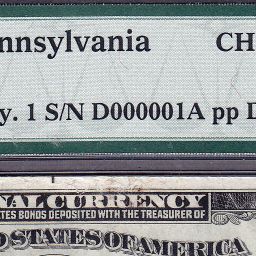 nnsylvania CH
y. 1 S/N D000001A pp D
NAL CURRENCY
TES BONDS DEPOSITED WITH THE TREASURER OF
D STATES OF AMERICA